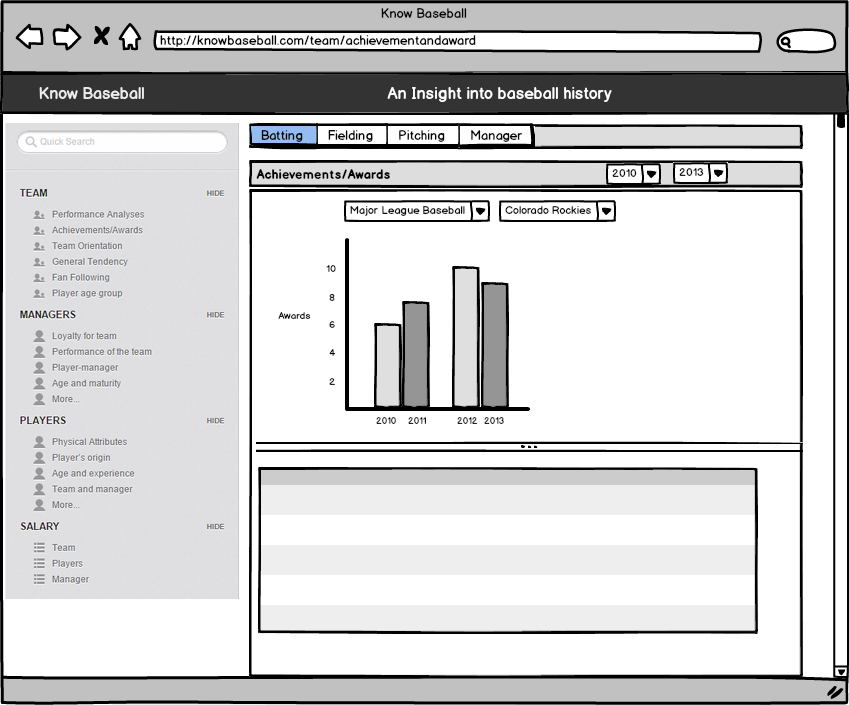 Know Baseball
http://knowbaseball.com/team/achievementandaward
Know Baseball
An Insight into baseball history
Quick Search
TEAM HIDE
Performance Analyses
Achievements/Awards
Team Orientation
General Tendency
Fan Following
Player age group
MANAGERS HIDE
Loyalty for team
Performance of the team
Player-manager
Age and maturity
More...
PLAYERS HIDE
Physical Attributes
Player's origin
Age and experience
Team and manager
More...
SALARY HIDE
Team
Players
Manager
Batting Fielding Pitching Manager
Achievements/Awards 2010 2013
Major League Baseball Colorado Rockies
10
8
Awards 6
4
2
2010 2011 2012 2013